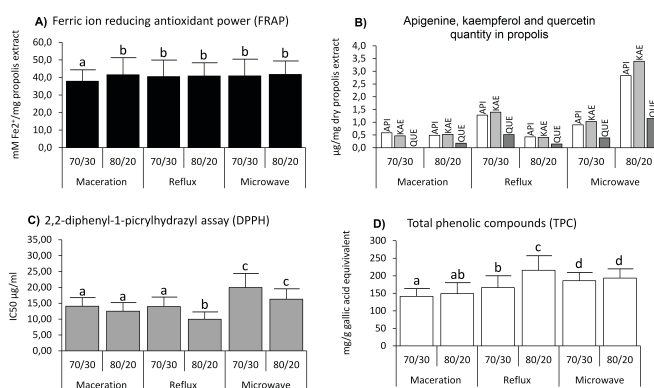 A) Ferric ion reducing antioxidant power (FRAP)
mM Fe2⁺/mg propolis extract
60,0
50,0
40,0
30,0
20,0
10,0
0,0
a b b b b b
70/30 80/20 70/30 80/20 70/30 80/20
Maceration Reflux Microwave
B) Apigenine, kaempferol and quercetin
quantity in propolis
µg/mg dry propolis extract
4,0
3,5
3,0
2,5
2,0
1,5
1,0
0,5
0,0
API KAE QUE API KAE QUE API KAE QUE API KAE QUE API KAE QUE API KAE QUE
70/30 80/20 70/30 80/20 70/30 80/20
Maceration Reflux Microwave
C) 2,2-diphenyl-1-picrylhydrazyl assay (DPPH)
IC50 µg/ml
35,00
30,00
25,00
20,00
15,00
10,00
5,00
0,00
a a a b c c
70/30 80/20 70/30 80/20 70/30 80/20
Maceration Reflux Microwave
D) Total phenolic compounds (TPC)
mg/g gallic acid equivalent
300
250
200
150
100
50
0
a ab b c d d
70/30 80/20 70/30 80/20 70/30 80/20
Maceration Reflux Microwave